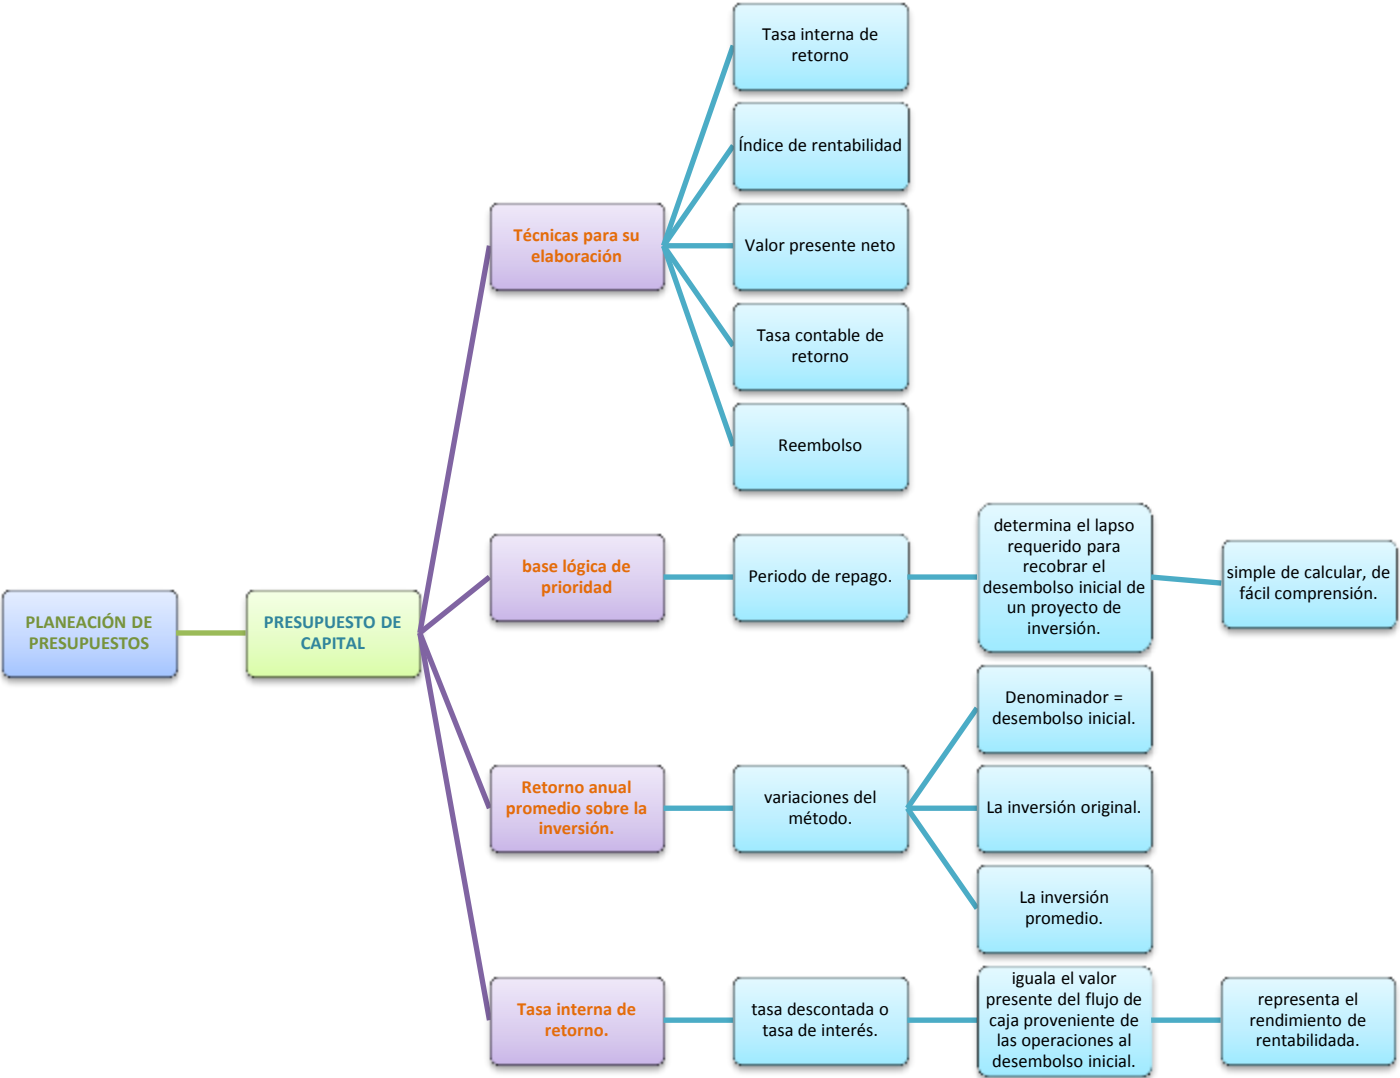 PLANEACIÓN DE
PRESUPUESTOS
PRESUPUESTO DE
CAPITAL
Técnicas para su
elaboración
Tasa interna de
retorno
Índice de rentabilidad
Valor presente neto
Tasa contable de
retorno
Reembolso
base lógica de
prioridad
Periodo de repago.
determina el lapso
requerido para
recobrar el
desembolso inicial de
un proyecto de
inversión.
simple de calcular, de
fácil comprensión.
Retorno anual
promedio sobre la
inversión.
variaciones del
método.
Denominador =
desembolso inicial.
La inversión original.
La inversión
promedio.
Tasa interna de
retorno.
tasa descontada o
tasa de interés.
iguala el valor
presente del flujo de
caja proveniente de
las operaciones al
desembolso inicial.
representa el
rendimiento de
rentabilidada.